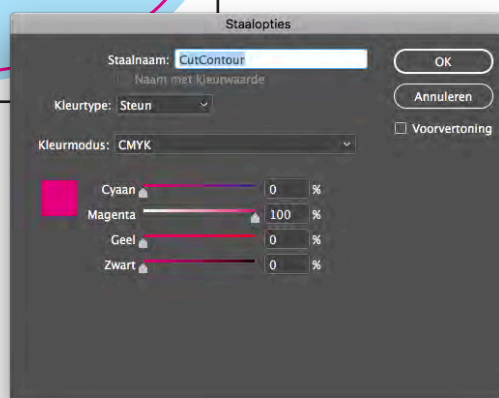 Staalopties
Staalnaam: CutContour
Naam met kleurwaarde
Kleurtype: Steun
Kleurmodus: CMYK
Cyaan 0 %
Magenta 100 %
Geel 0 %
Zwart 0 %
OK
Annuleren
Voorvertoning